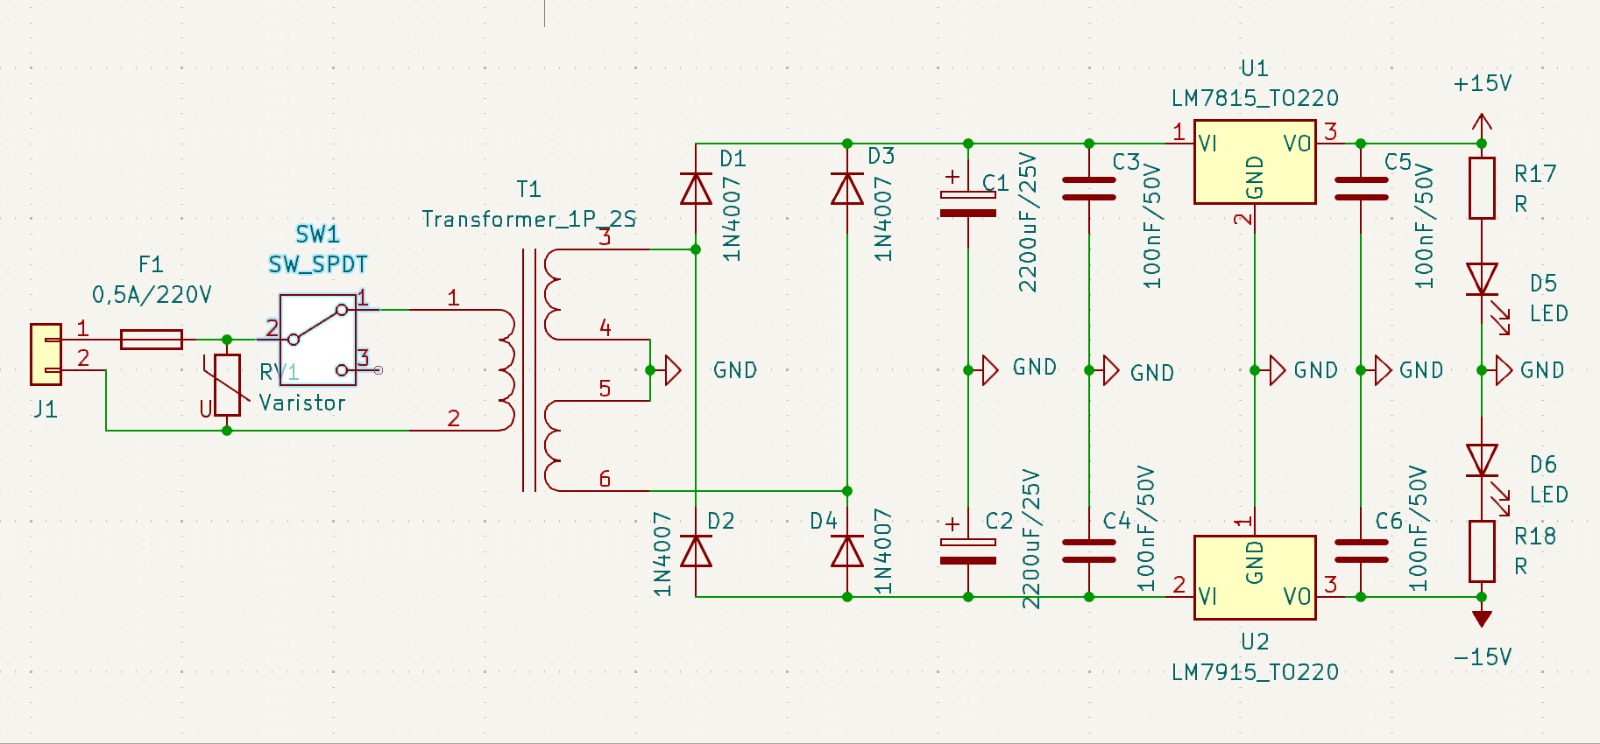 J1
1
2
F1
0,5A/220V
RV1
Varistor
U
SW1
SW_SPDT
1
2
3
T1
Transformer_1P_2S
1
2
3
4
5
6
GND
D1
1N4007
D2
1N4007
D3
1N4007
D4
1N4007
+
C1
2200uF/25V
GND
+
C2
2200uF/25V
C3
100nF/50V
GND
C4
100nF/50V
U1
LM7815_TO220
1
VI
VO
3
GND
2
GND
1
GND
2
VI
VO
3
U2
LM7915_TO220
C5
100nF/50V
GND
C6
100nF/50V
+15V
R17
R
D5
LED
GND
D6
LED
R18
R
-15V